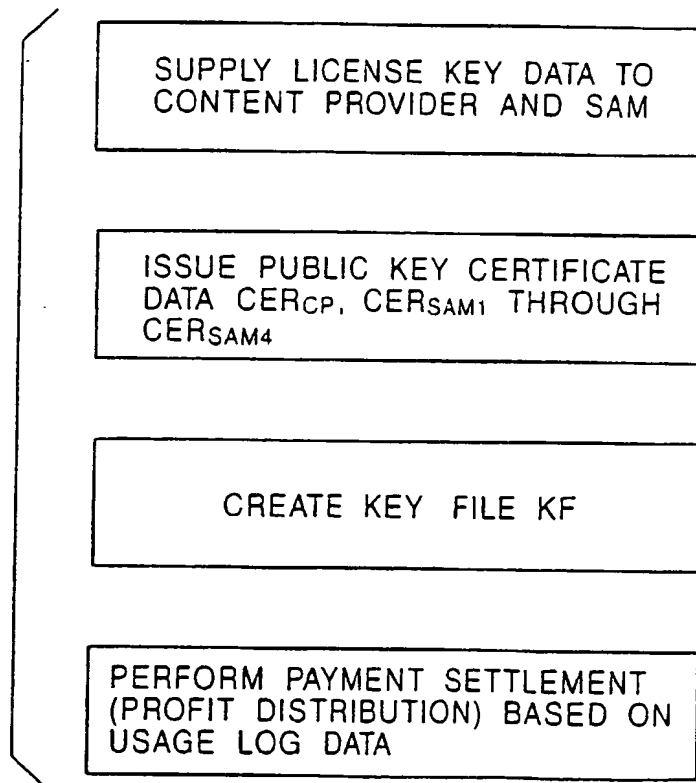 SUPPLY LICENSE KEY DATA TO
CONTENT PROVIDER AND SAM
ISSUE PUBLIC KEY CERTIFICATE
DATA CERCP, CERSAM1 THROUGH
CERSAM4
CREATE KEY FILE KF
PERFORM PAYMENT SETTLEMENT
(PROFIT DISTRIBUTION) BASED ON
USAGE LOG DATA